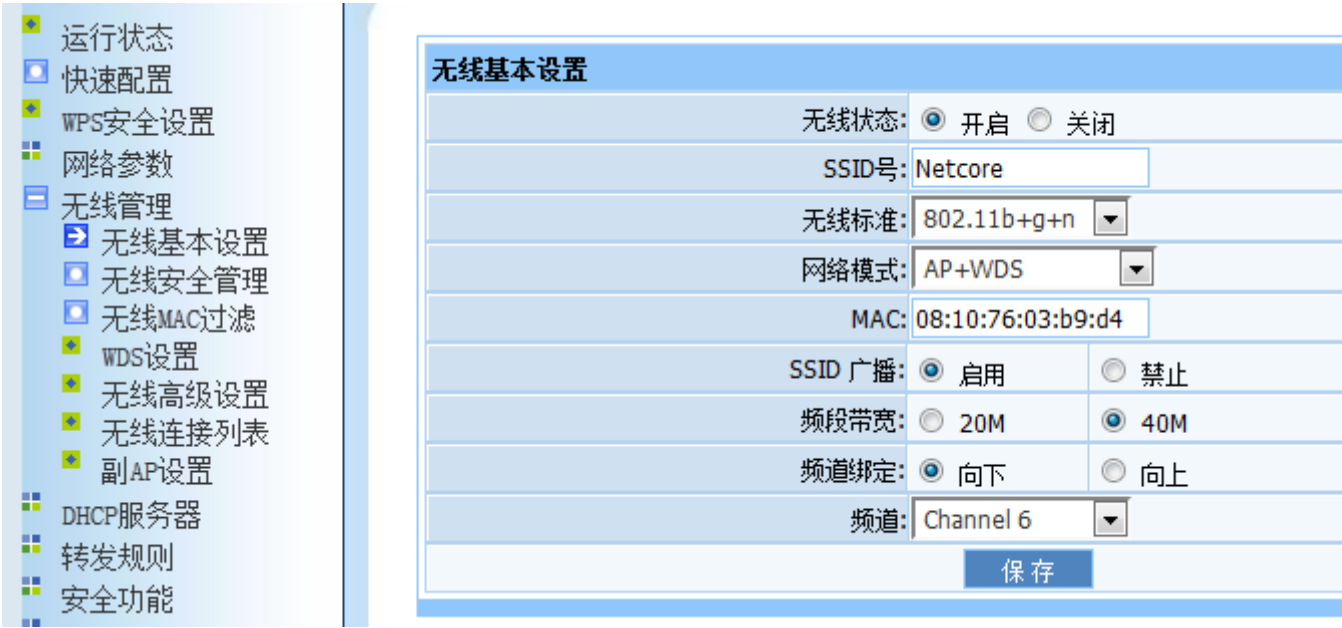 运行状态
快速配置
WPS安全设置
网络参数
无线管理
无线基本设置
无线安全管理
无线MAC过滤
WDS设置
无线高级设置
无线连接列表
副AP设置
DHCP服务器
转发规则
安全功能
无线基本设置
无线状态: 开启 关闭
SSID号: Netcore
无线标准: 802.11b+g+n
网络模式: AP+WDS
MAC: 08:10:76:03:b9:d4
SSID 广播: 启用 禁止
频段带宽: 20M 40M
频道绑定: 向下 向上
频道: Channel 6
保存